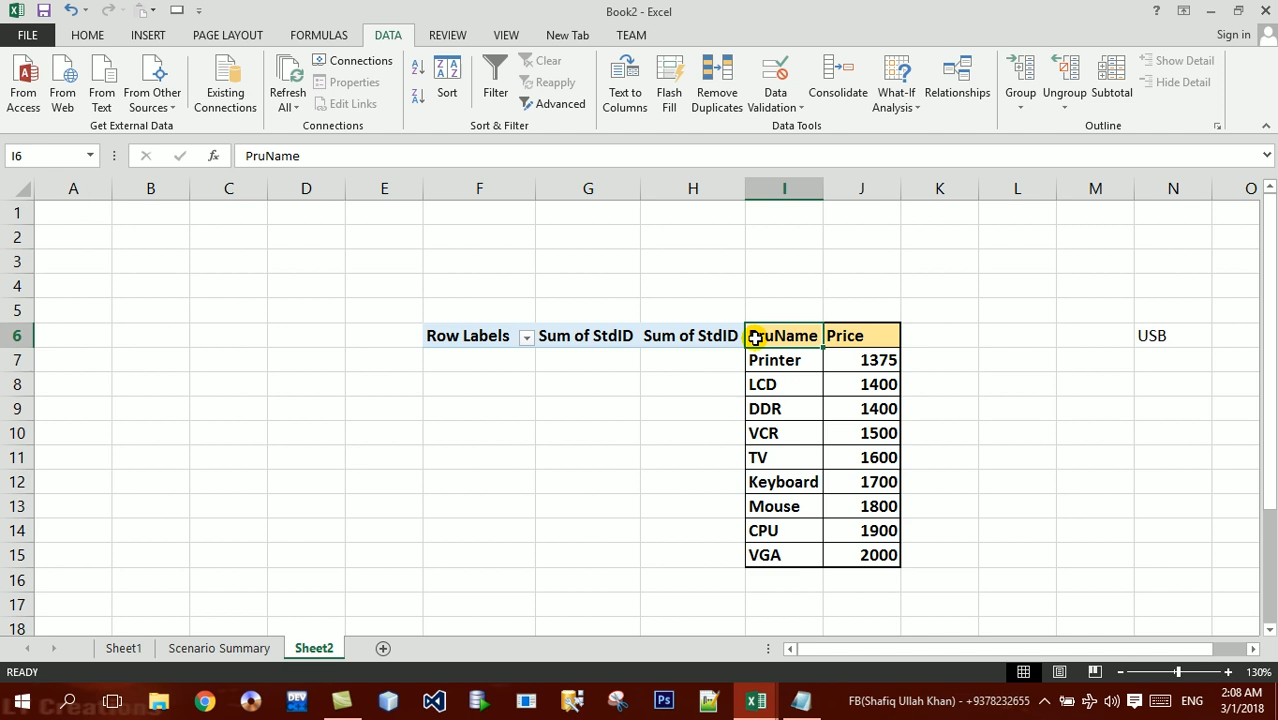 Book2 - Excel
FILE HOME INSERT PAGE LAYOUT FORMULAS DATA REVIEW VIEW New Tab TEAM Sign in
From Access
From Web
From Text
From Other Sources
Existing Connections
Get External Data
Refresh All
Connections
Properties
Edit Links
Connections
Sort
Filter
Clear
Reapply
Advanced
Sort & Filter
Text to Columns
Flash Fill
Remove Duplicates
Data Validation
Consolidate
What-If Analysis
Relationships
Data Tools
Group
Ungroup
Subtotal
Show Detail
Hide Detail
Outline
I6 fx PruName
A B C D E F G H I J K L M N O
1
2
3
4
5
6 Row Labels Sum of StdID Sum of StdID PruName Price USB
7 Printer 1375
8 LCD 1400
9 DDR 1400
10 VCR 1500
11 TV 1600
12 Keyboard 1700
13 Mouse 1800
14 CPU 1900
15 VGA 2000
16
17
18
Sheet1 Scenario Summary Sheet2
READY 130%
LT Creations
DEV
Ps
FB(Shafiq Ullah Khan) - +9378232655
ENG
2:08 AM
3/1/2018